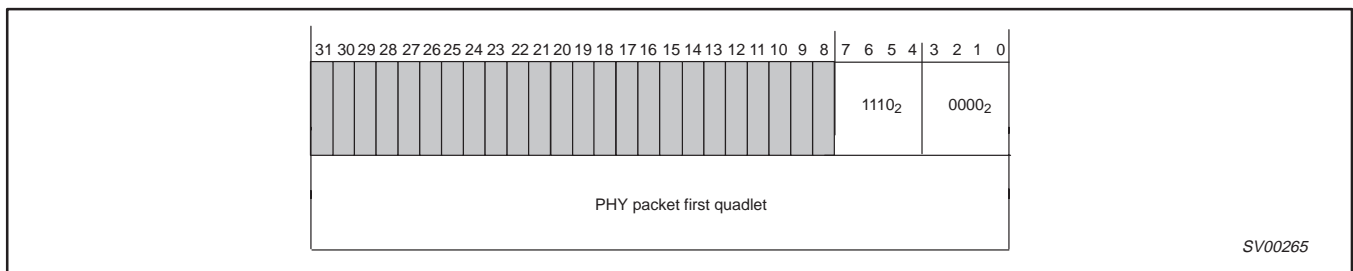 31 30 29 28 27 26 25 24 23 22 21 20 19 18 17 16 15 14 13 12 11 10 9 8 7 6 5 4 3 2 1 0
1110₂ 0000₂
PHY packet first quadlet
SV00265